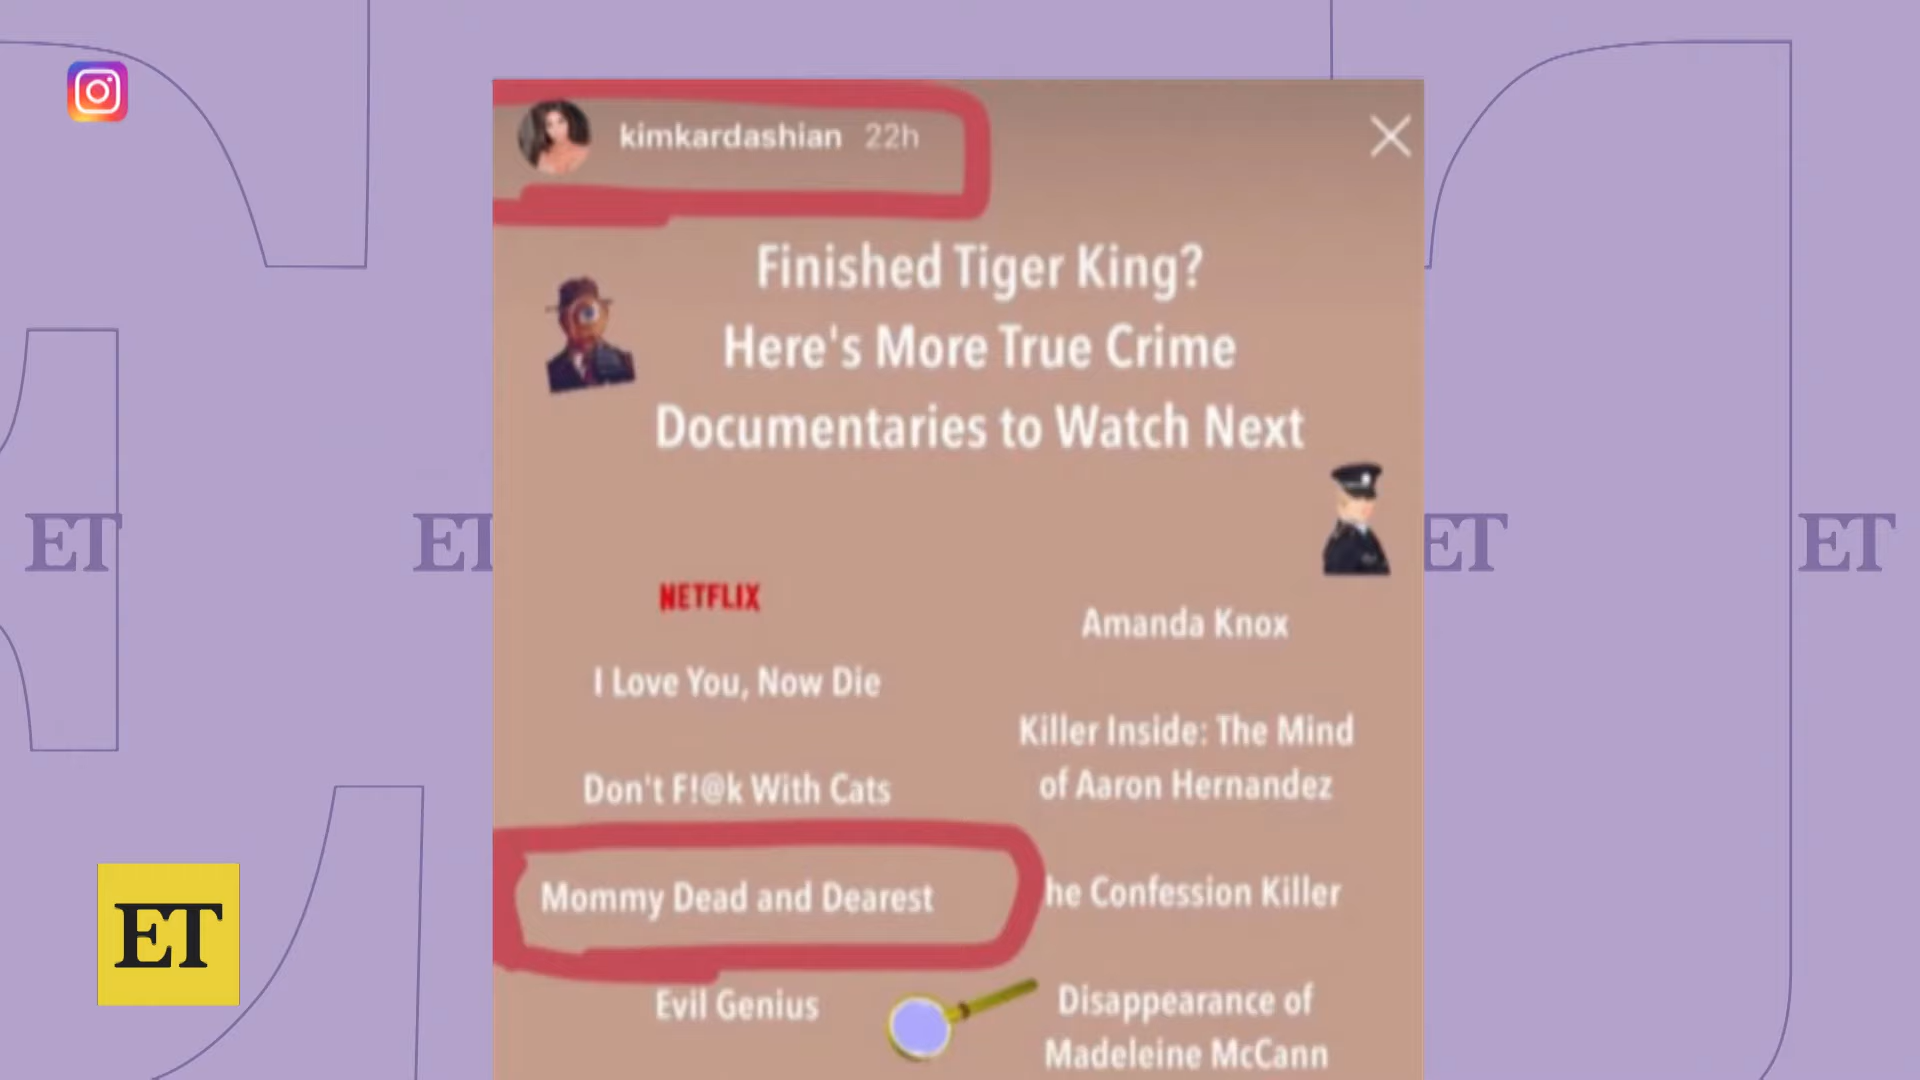 kimkardashian 22h
Finished Tiger King?
Here's More True Crime
Documentaries to Watch Next
NETFLIX
I Love You, Now Die
Don't F!@k With Cats
Mommy Dead and Dearest
Evil Genius
Amanda Knox
Killer Inside: The Mind
of Aaron Hernandez
he Confession Killer
Disappearance of
Madeleine McCann
ET
ET
ET
ET
ET